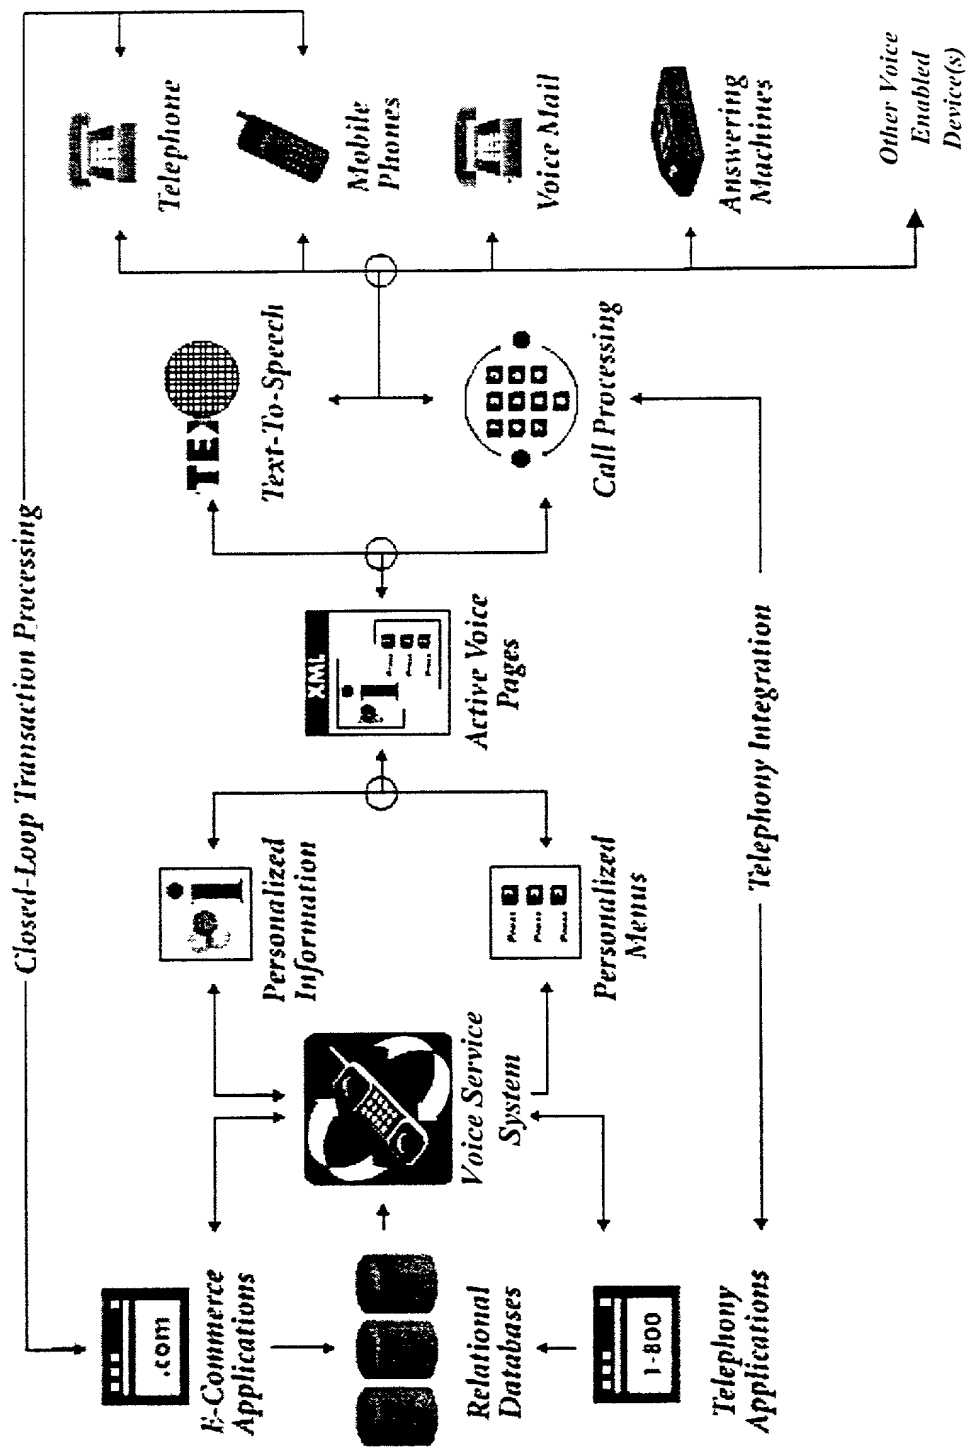 Closed-Loop Transaction Processing
.com
E-Commerce
Applications
Relational
Databases
1-800
Telephony
Applications
Voice Service
System
Personalized
Information
Personalized
Menus
XML
Active Voice
Pages
TEX
Text-To-Speech
Call Processing
Telephony Integration
Telephone
Mobile
Phones
Voice Mail
Answering
Machines
Other Voice
Enabled
Device(s)